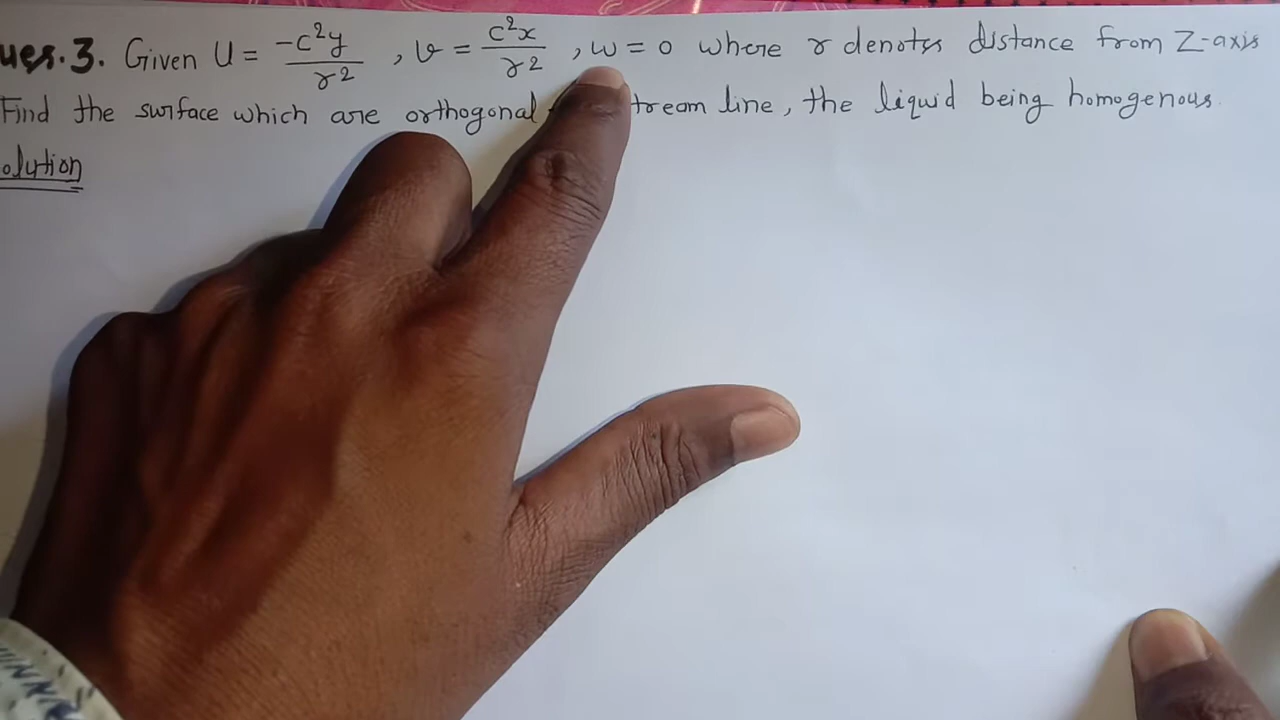 ues.3. Given U = -c²y/r² , v = c²x/r² , w = 0 where r denotes distance from Z-axis
Find the surface which are orthogonal tream line, the liquid being homogenous.
olution